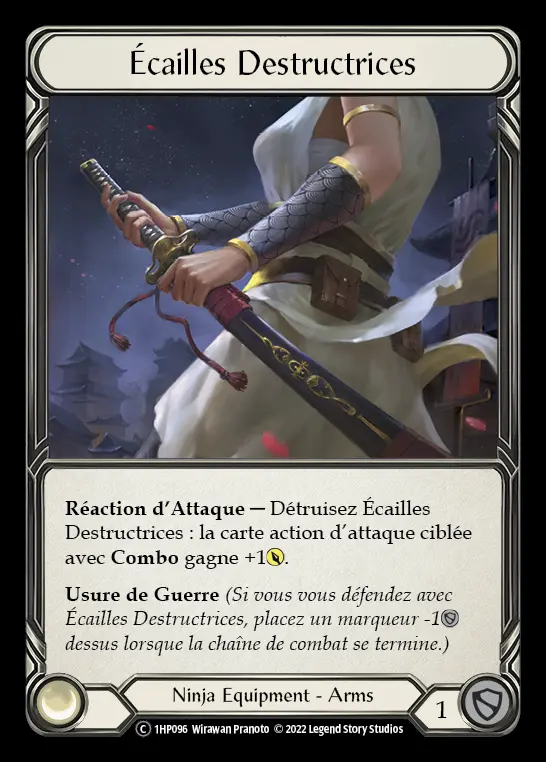 Écailles Destructrices
Réaction d'Attaque — Détruisez Écailles
Destructrices : la carte action d'attaque ciblée
avec Combo gagne +1.
Usure de Guerre (Si vous vous défendez avec
Écailles Destructrices, placez un marqueur -1
dessus lorsque la chaîne de combat se termine.)
Ninja Equipment - Arms
1
C 1HP096 Wirawan Pranoto © 2022 Legend Story Studios